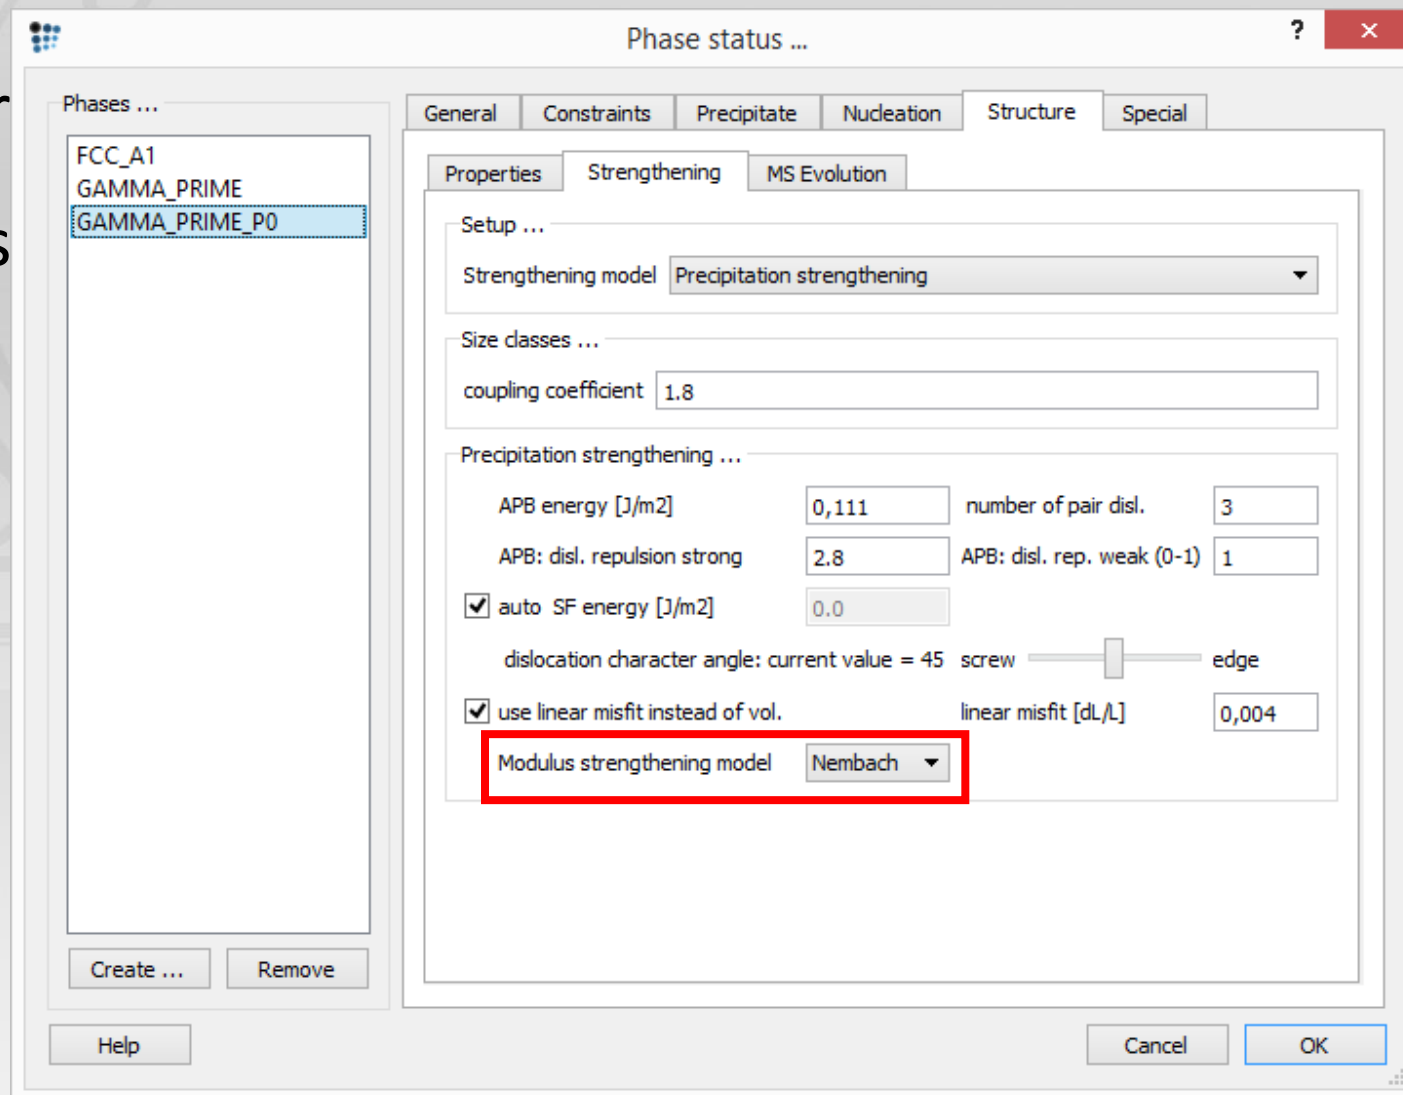 Phase status ...
?
r
s
Phases ...
FCC_A1
GAMMA_PRIME
GAMMA_PRIME_P0
Create ...
Remove
General
Constraints
Precipitate
Nucleation
Structure
Special
Properties
Strengthening
MS Evolution
Setup ...
Strengthening model Precipitation strengthening
Size classes ...
coupling coefficient 1.8
Precipitation strengthening ...
APB energy [J/m2] 0,111 number of pair disl. 3
APB: disl. repulsion strong 2.8 APB: disl. rep. weak (0-1) 1
auto SF energy [J/m2] 0.0
dislocation character angle: current value = 45 screw edge
use linear misfit instead of vol. linear misfit [dL/L] 0,004
Modulus strengthening model Nembach
Help
Cancel
OK